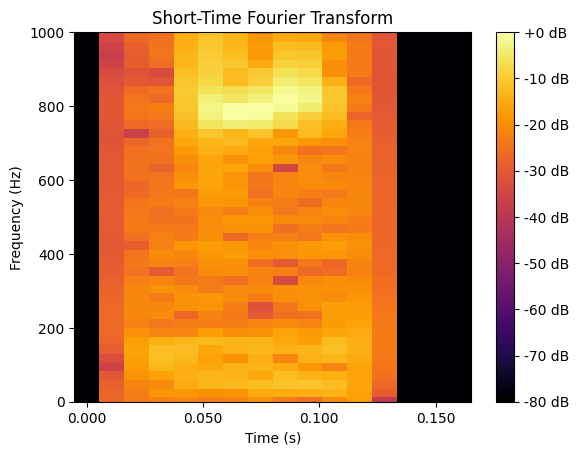 Short-Time Fourier Transform
1000
800
600
400
200
0
Frequency (Hz)
0.000
0.050
0.100
0.150
Time (s)
+0 dB
-10 dB
-20 dB
-30 dB
-40 dB
-50 dB
-60 dB
-70 dB
-80 dB